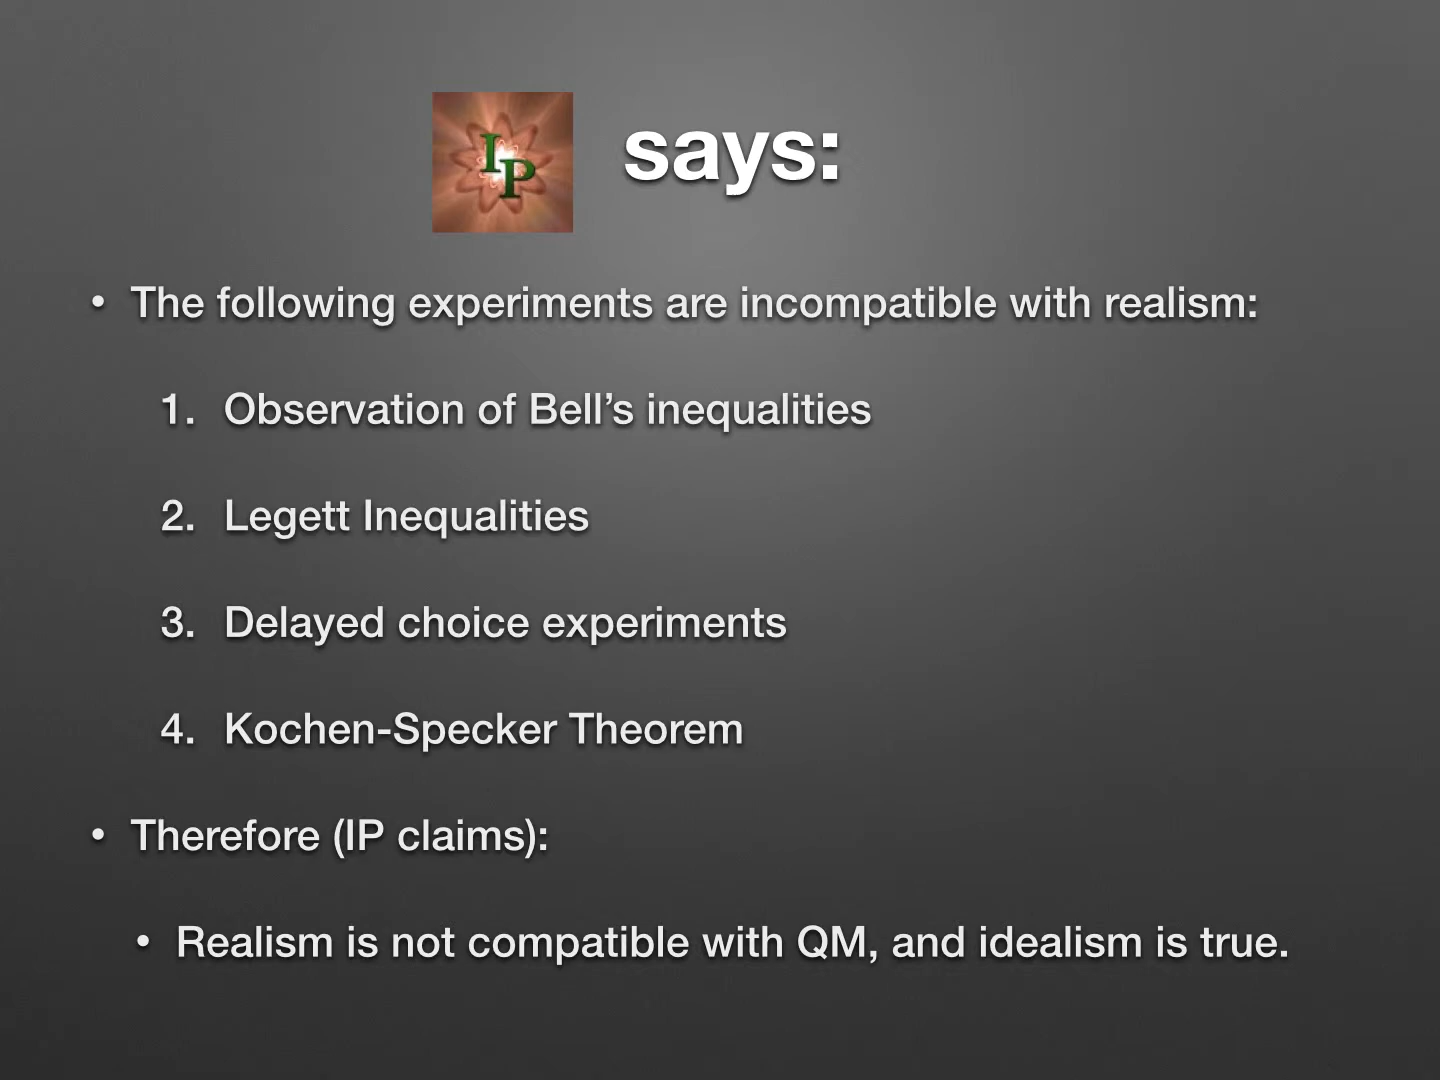 IP says:
• The following experiments are incompatible with realism:
1. Observation of Bell’s inequalities
2. Legett Inequalities
3. Delayed choice experiments
4. Kochen-Specker Theorem
• Therefore (IP claims):
• Realism is not compatible with QM, and idealism is true.